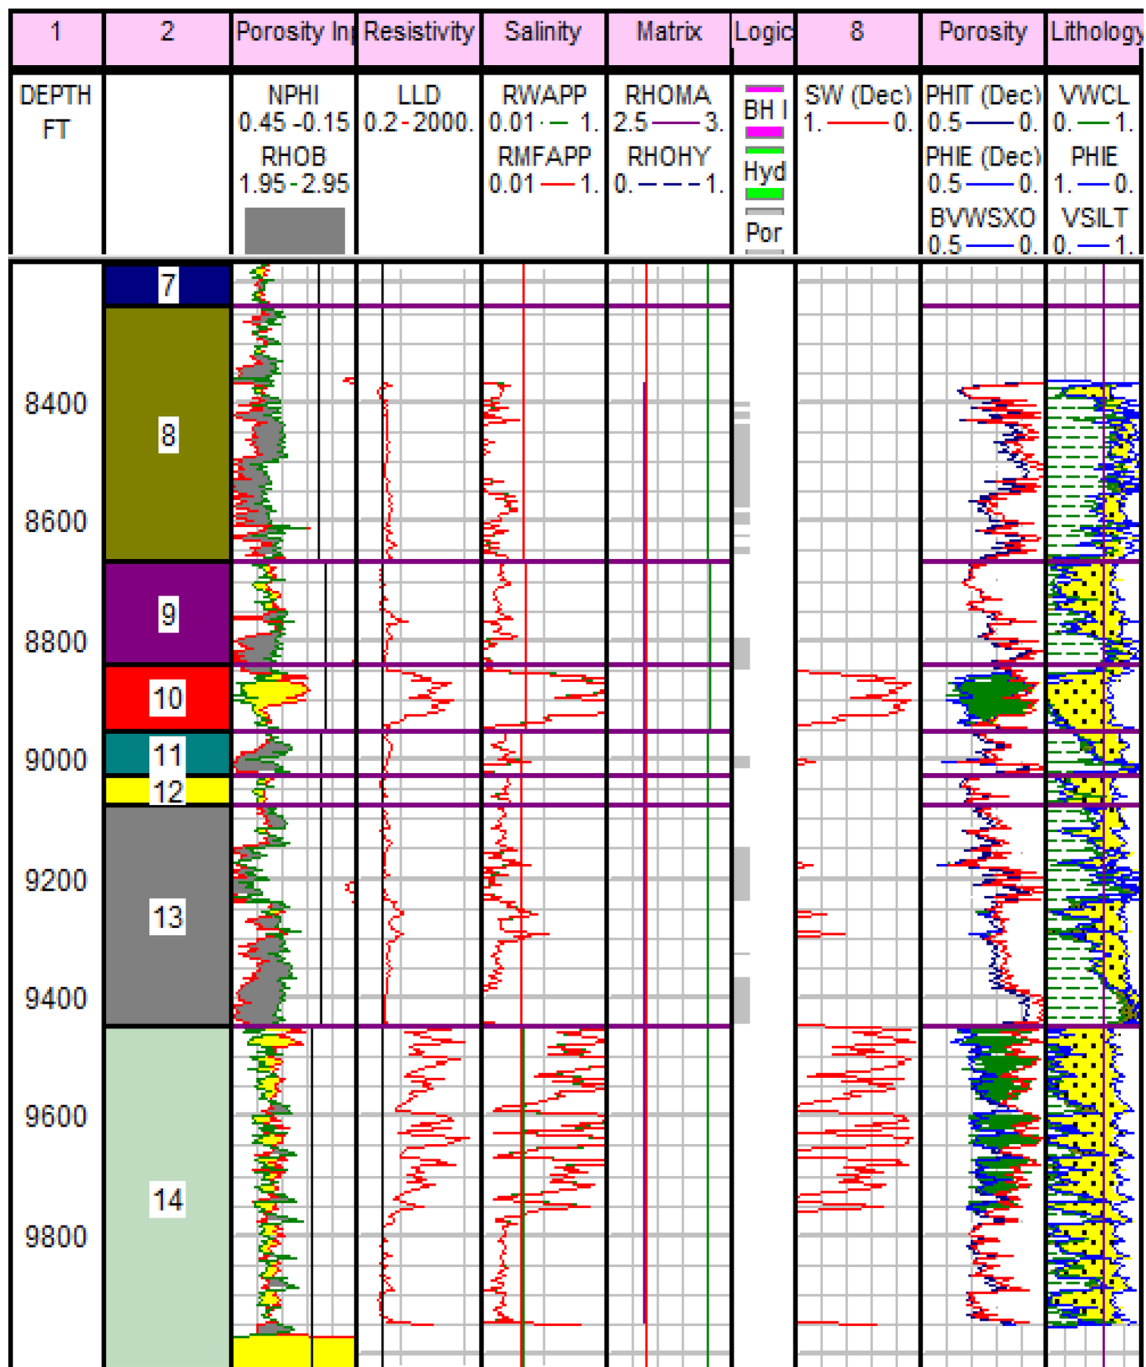 1 2 Porosity Inp Resistivity Salinity Matrix Logic 8 Porosity Lithology
DEPTH NPHI LLD RWAPP RHOMA BH I SW (Dec) PHIT (Dec) VWCL
FT 0.45 -0.15 0.2 - 2000. 0.01 1. 2.5 3. 1. 0. 0.5 0. 0. 1.
RHOB RMFAPP RHOHY Hyd PHIE (Dec) PHIE
1.95 - 2.95 0.01 1. 0. 1. 0.5 0. 1. 0.
Por BVWSXO VSILT
0.5 0. 0. 1.
7
8400
8
8600
9
8800
10
9000
11
12
9200
13
9400
9600
14
9800